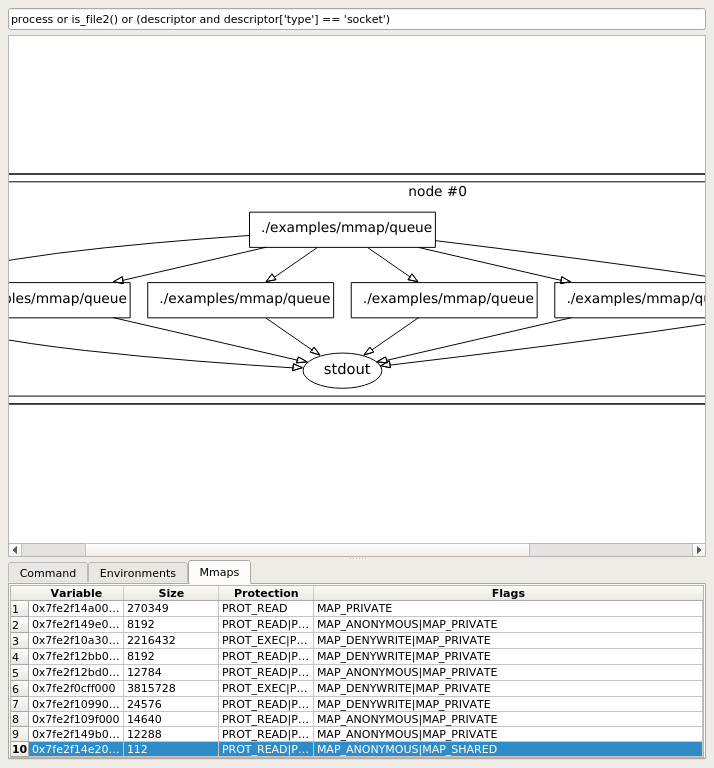 process or is_file2() or (descriptor and descriptor['type'] == 'socket')
node #0
./examples/mmap/queue
ples/mmap/queue ./examples/mmap/queue ./examples/mmap/queue ./examples/mmap/q
stdout
Command Environments Mmaps
Variable Size Protection Flags
1 0x7fe2f14a00... 270349 PROT_READ MAP_PRIVATE
2 0x7fe2f149e0... 8192 PROT_READ|P... MAP_ANONYMOUS|MAP_PRIVATE
3 0x7fe2f10a30... 2216432 PROT_EXEC|P... MAP_DENYWRITE|MAP_PRIVATE
4 0x7fe2f12bb0... 8192 PROT_READ|P... MAP_DENYWRITE|MAP_PRIVATE
5 0x7fe2f12bd0... 12784 PROT_READ|P... MAP_ANONYMOUS|MAP_PRIVATE
6 0x7fe2f0cff000 3815728 PROT_EXEC|P... MAP_DENYWRITE|MAP_PRIVATE
7 0x7fe2f10990... 24576 PROT_READ|P... MAP_DENYWRITE|MAP_PRIVATE
8 0x7fe2f109f000 14640 PROT_READ|P... MAP_ANONYMOUS|MAP_PRIVATE
9 0x7fe2f149b0... 12288 PROT_READ|P... MAP_ANONYMOUS|MAP_PRIVATE
10 0x7fe2f14e20... 112 PROT_READ|P... MAP_ANONYMOUS|MAP_SHARED